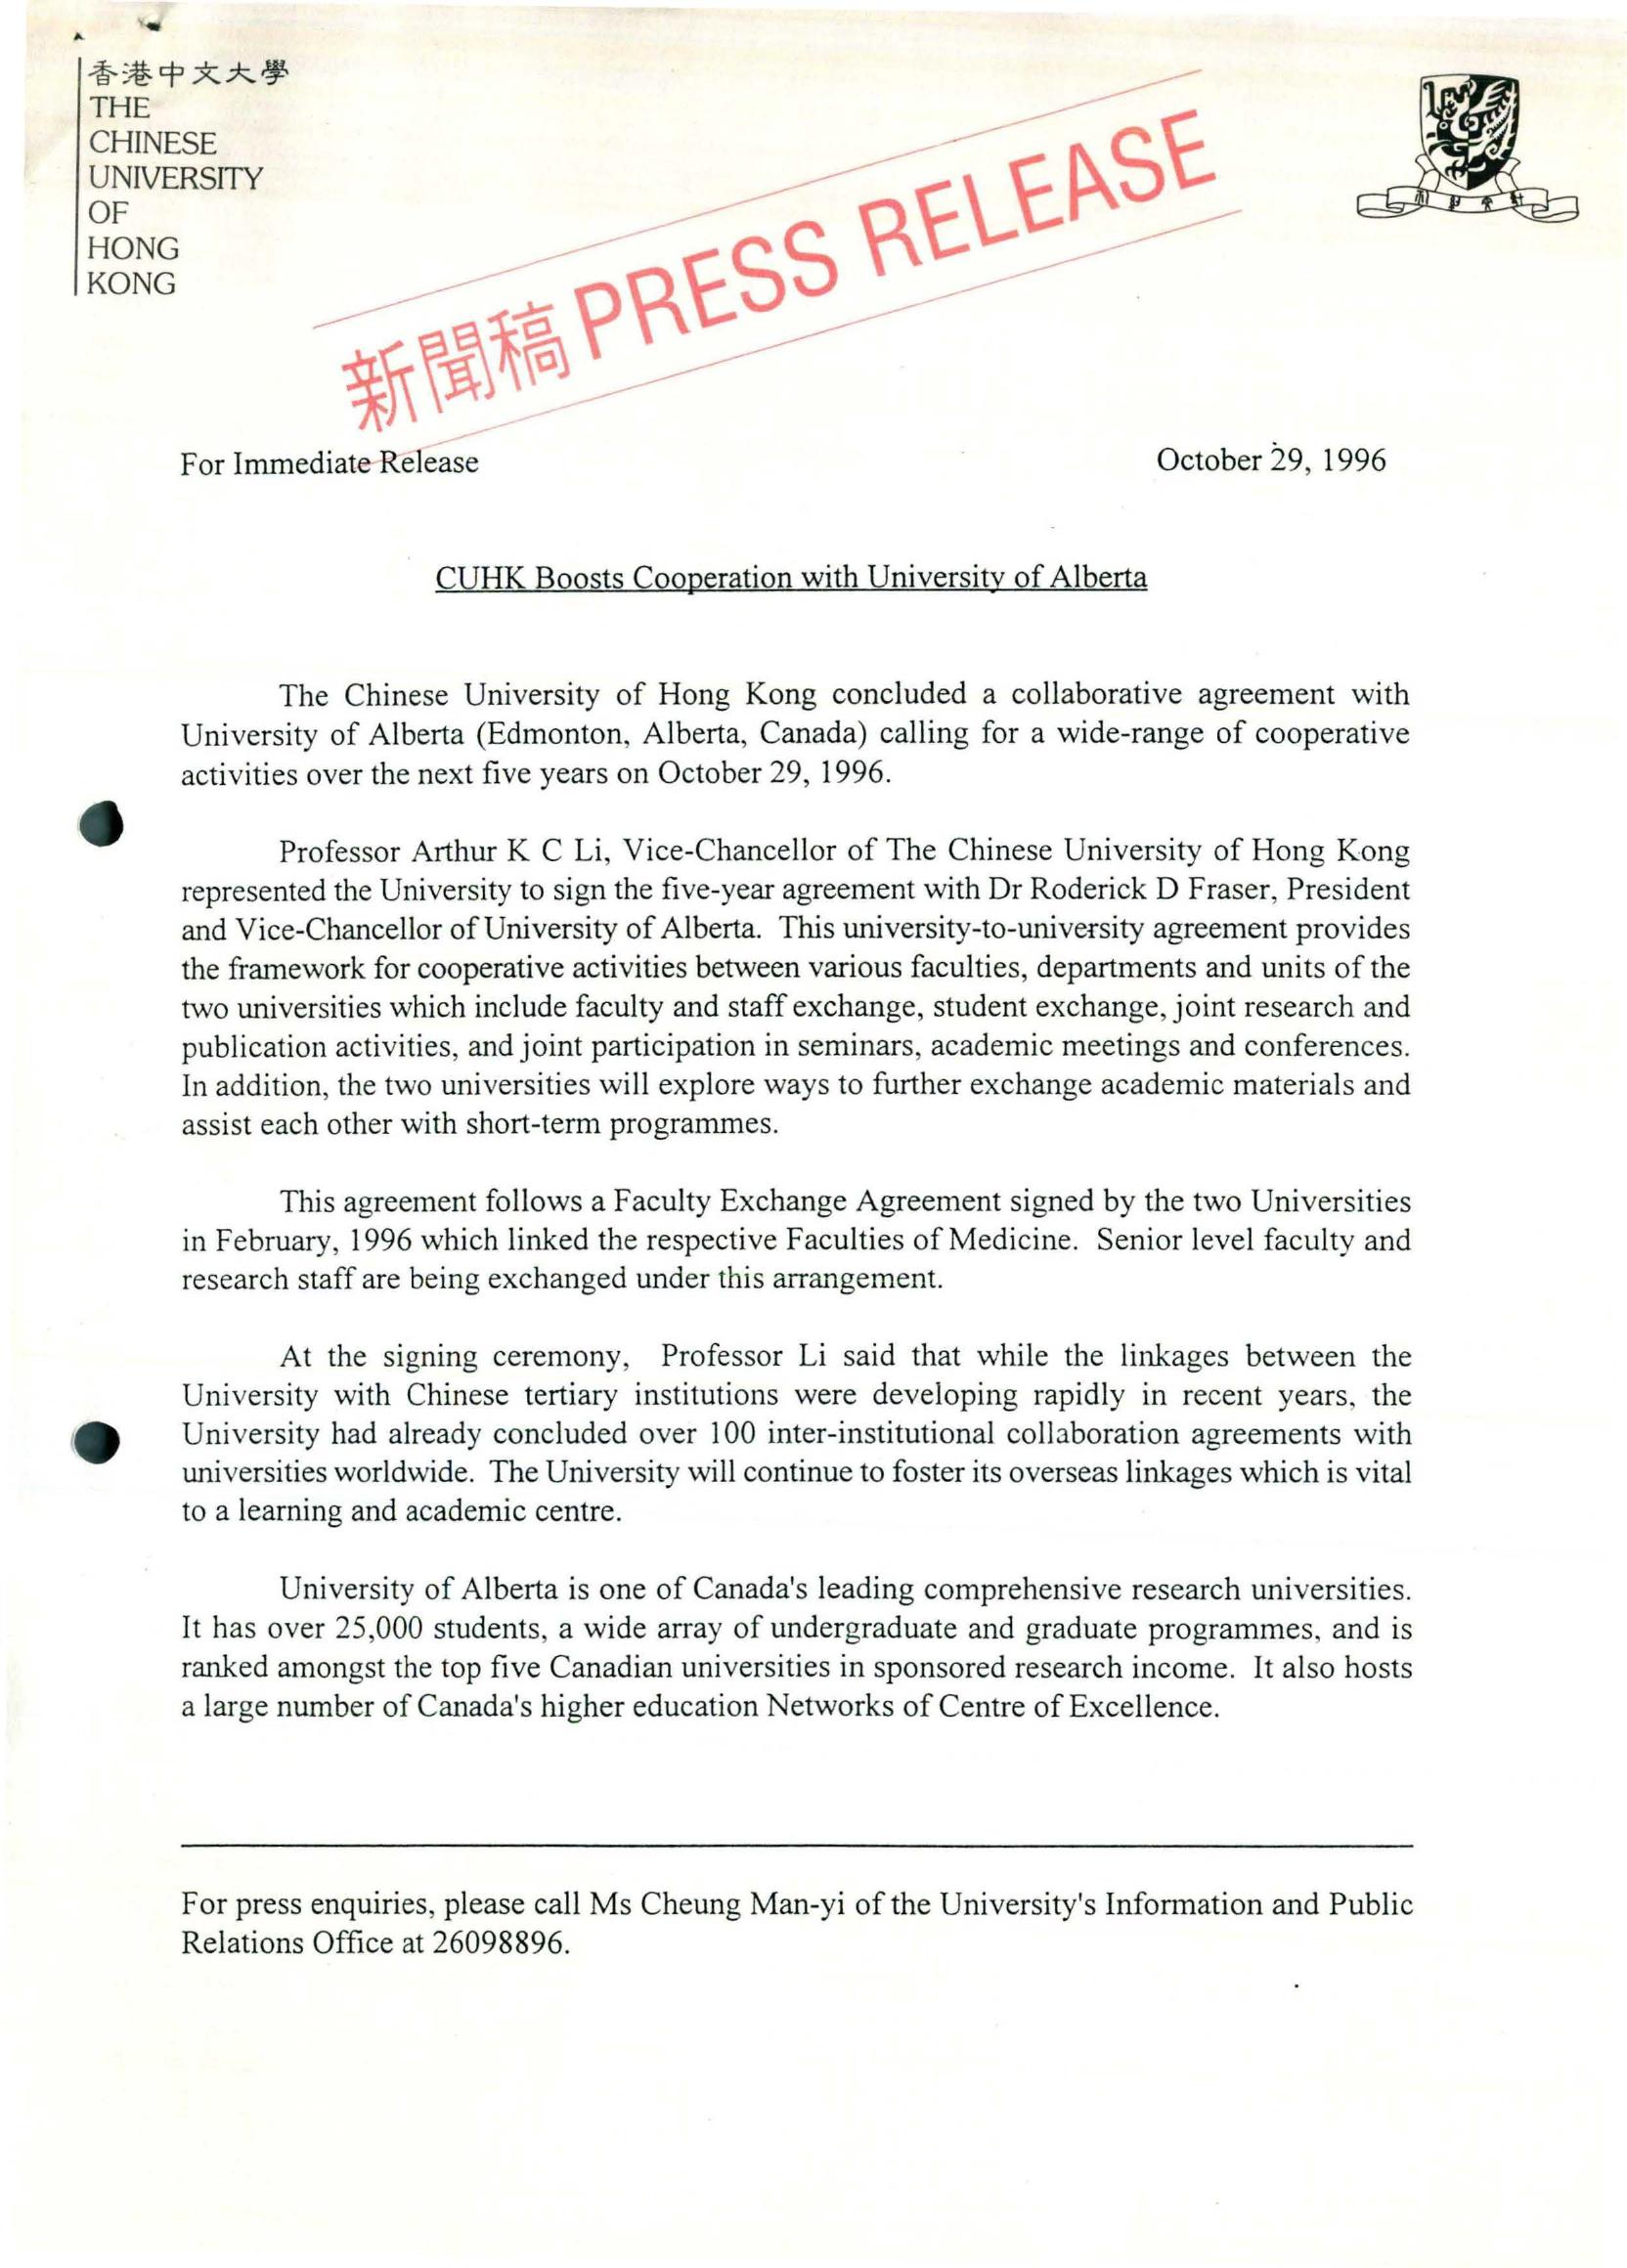 香港中文大學
THE
CHINESE
UNIVERSITY
OF
HONG
KONG
新聞稿 PRESS RELEASE
For Immediate Release
October 29, 1996
CUHK Boosts Cooperation with University of Alberta
The Chinese University of Hong Kong concluded a collaborative agreement with
University of Alberta (Edmonton, Alberta, Canada) calling for a wide-range of cooperative
activities over the next five years on October 29, 1996.
Professor Arthur K C Li, Vice-Chancellor of The Chinese University of Hong Kong
represented the University to sign the five-year agreement with Dr Roderick D Fraser, President
and Vice-Chancellor of University of Alberta. This university-to-university agreement provides
the framework for cooperative activities between various faculties, departments and units of the
two universities which include faculty and staff exchange, student exchange, joint research and
publication activities, and joint participation in seminars, academic meetings and conferences.
In addition, the two universities will explore ways to further exchange academic materials and
assist each other with short-term programmes.
This agreement follows a Faculty Exchange Agreement signed by the two Universities
in February, 1996 which linked the respective Faculties of Medicine. Senior level faculty and
research staff are being exchanged under this arrangement.
At the signing ceremony, Professor Li said that while the linkages between the
University with Chinese tertiary institutions were developing rapidly in recent years, the
University had already concluded over 100 inter-institutional collaboration agreements with
universities worldwide. The University will continue to foster its overseas linkages which is vital
to a learning and academic centre.
University of Alberta is one of Canada's leading comprehensive research universities.
It has over 25,000 students, a wide array of undergraduate and graduate programmes, and is
ranked amongst the top five Canadian universities in sponsored research income. It also hosts
a large number of Canada's higher education Networks of Centre of Excellence.
For press enquiries, please call Ms Cheung Man-yi of the University's Information and Public
Relations Office at 26098896.